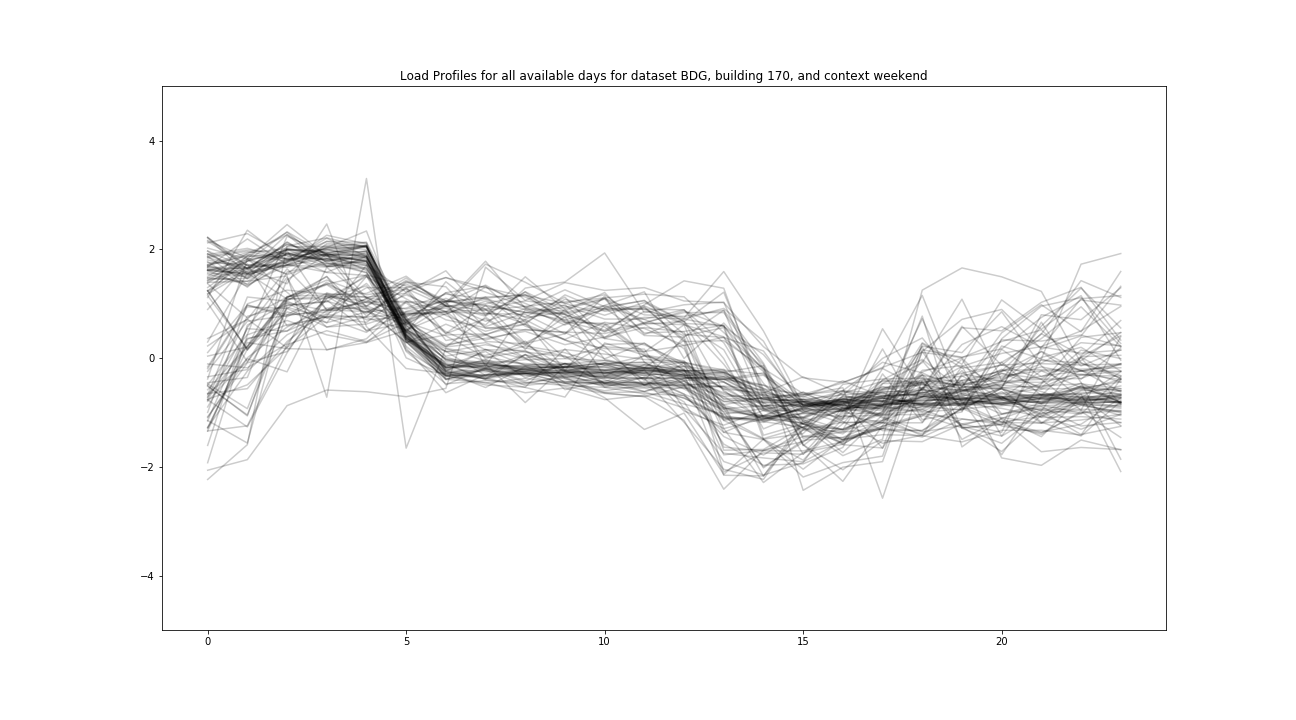 Load Profiles for all available days for dataset BDG, building 170, and context weekend
4
2
0
−2
−4
0 5 10 15 20